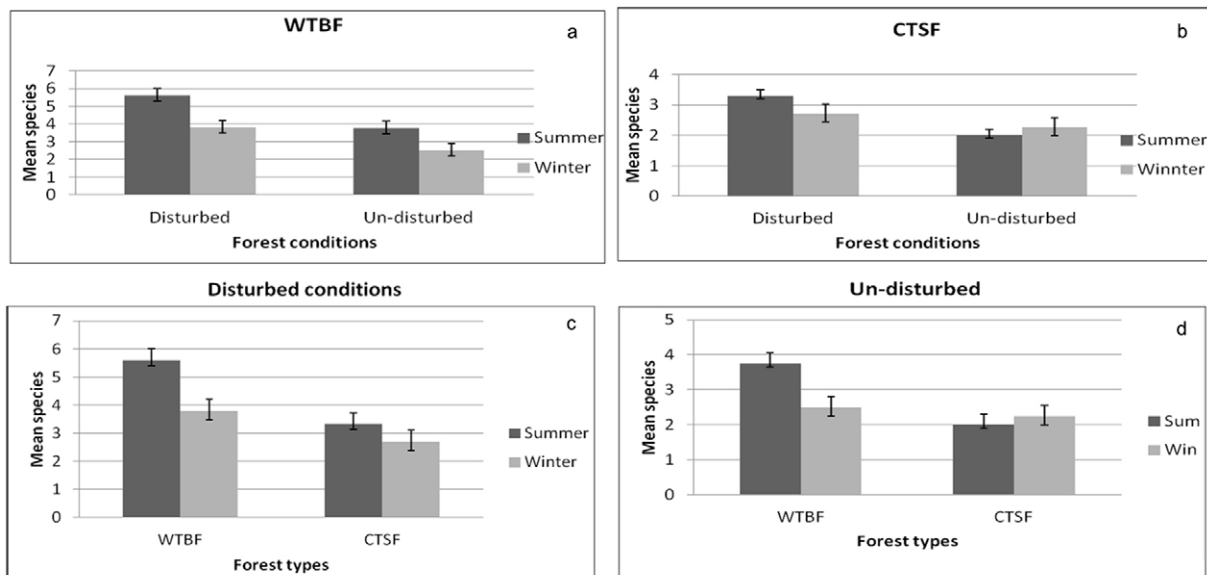 WTBF
a
Mean species
7
6
5
4
3
2
1
0
Disturbed
Un-disturbed
Forest conditions
Summer
Winter
CTSF
b
Mean species
4
3
2
1
0
Disturbed
Un-disturbed
Forest conditions
Summer
Winnter
Disturbed conditions
c
Mean species
7
6
5
4
3
2
1
0
WTBF
CTSF
Forest types
Summer
Winter
Un-disturbed
d
Mean species
5
4
3
2
1
0
WTBF
CTSF
Forest types
Sum
Win